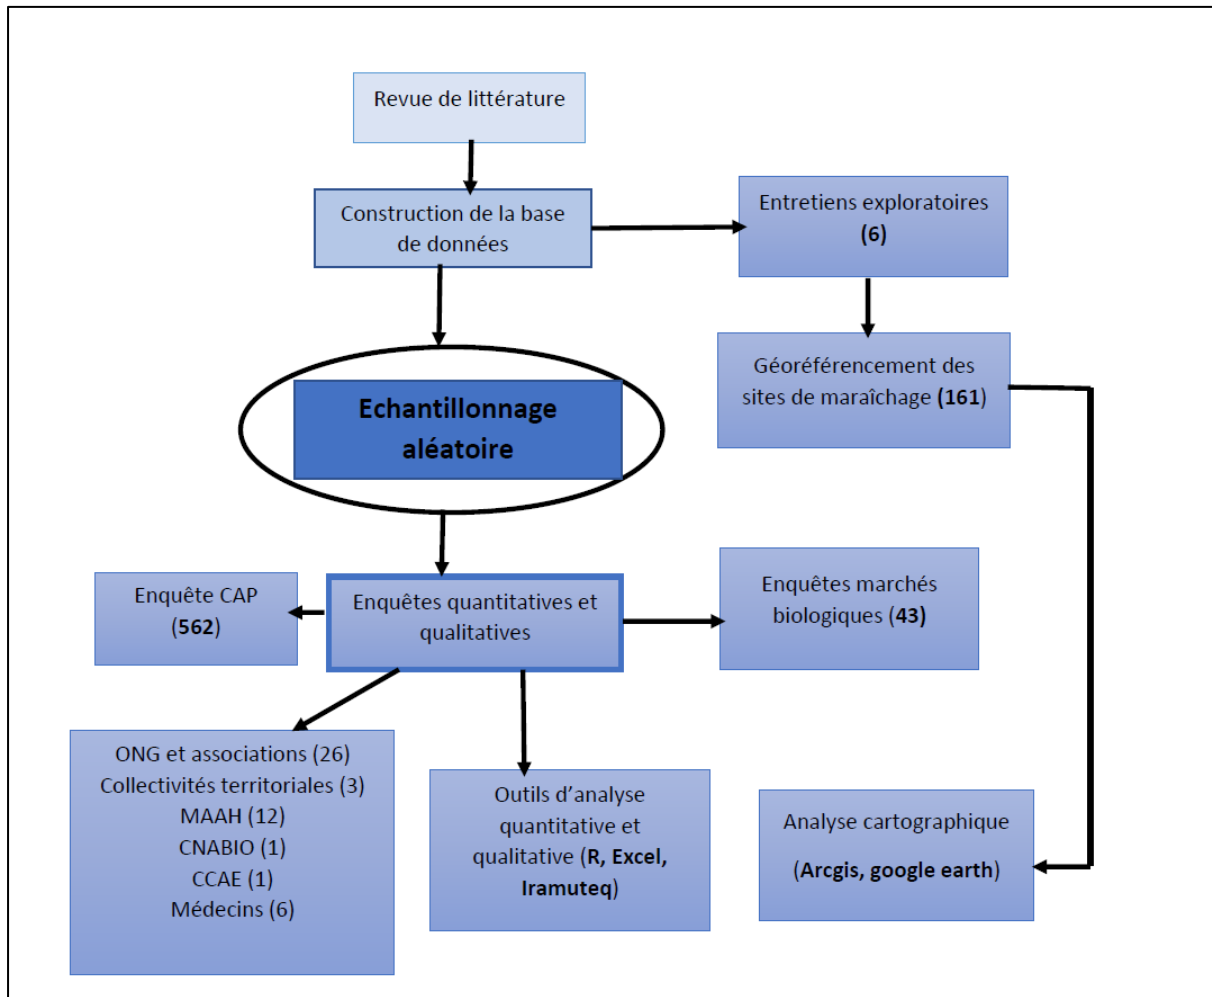 Revue de littérature
Construction de la base
de données
Entretiens exploratoires
(6)
Géoréférencement des
sites de maraîchage (161)
Echantillonnage
aléatoire
Enquête CAP
(562)
Enquêtes quantitatives et
qualitatives
Enquêtes marchés
biologiques (43)
ONG et associations (26)
Collectivités territoriales (3)
MAAH (12)
CNABIO (1)
CCAE (1)
Médecins (6)
Outils d’analyse
quantitative et
qualitative (R, Excel,
Iramuteq)
Analyse cartographique
(Arcgis, google earth)